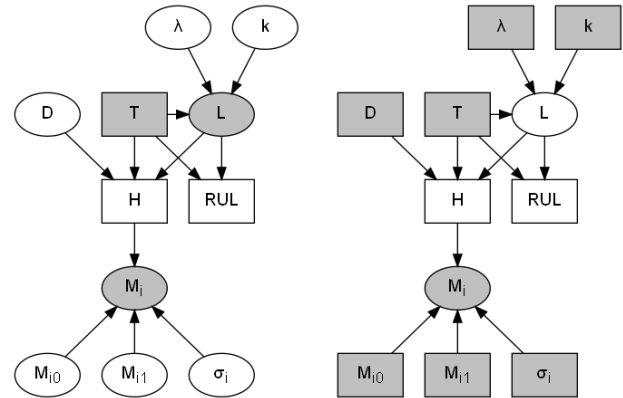 λ k λ k
D T L D T L
H RUL H RUL
Mi Mi
Mi0 Mi1 σi Mi0 Mi1 σi